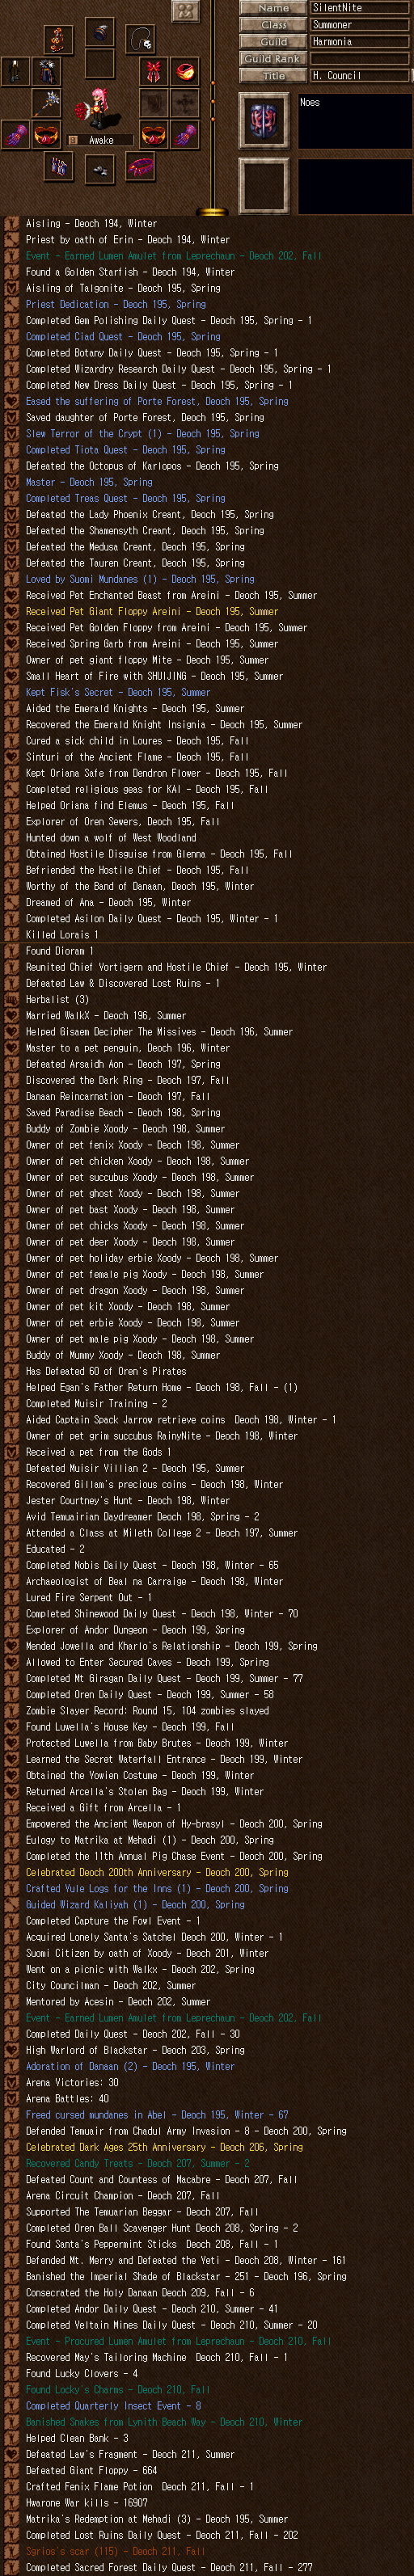 Name SilentNite
Class Summoner
Guild Harmonia
Guild Rank
Title H. Council
Awake
Noes
Aisling - Deoch 194, Winter
Priest by oath of Erin - Deoch 194, Winter
Event - Earned Lumen Amulet from Leprechaun - Deoch 202, Fall
Found a Golden Starfish - Deoch 194, Winter
Aisling of Talgonite - Deoch 195, Spring
Priest Dedication - Deoch 195, Spring
Completed Gem Polishing Daily Quest - Deoch 195, Spring - 1
Completed Ciad Quest - Deoch 195, Spring
Completed Botany Daily Quest - Deoch 195, Spring - 1
Completed Wizardry Research Daily Quest - Deoch 195, Spring - 1
Completed New Dress Daily Quest - Deoch 195, Spring - 1
Eased the suffering of Porte Forest, Deoch 195, Spring
Saved daughter of Porte Forest, Deoch 195, Spring
Slew Terror of the Crypt (1) - Deoch 195, Spring
Completed Tiota Quest - Deoch 195, Spring
Defeated the Octopus of Karlopos - Deoch 195, Spring
Master - Deoch 195, Spring
Completed Treas Quest - Deoch 195, Spring
Defeated the Lady Phoenix Creant, Deoch 195, Spring
Defeated the Shamensyth Creant, Deoch 195, Spring
Defeated the Medusa Creant, Deoch 195, Spring
Defeated the Tauren Creant, Deoch 195, Spring
Loved by Suomi Mundanes (1) - Deoch 195, Spring
Received Pet Enchanted Beast from Areini - Deoch 195, Summer
Received Pet Giant Floppy Areini - Deoch 195, Summer
Received Pet Golden Floppy from Areini - Deoch 195, Summer
Received Spring Garb from Areini - Deoch 195, Summer
Owner of pet giant floppy Mite - Deoch 195, Summer
Small Heart of Fire with SHUIJING - Deoch 195, Summer
Kept Fisk's Secret - Deoch 195, Summer
Aided the Emerald Knights - Deoch 195, Summer
Recovered the Emerald Knight Insignia - Deoch 195, Summer
Cured a sick child in Loures - Deoch 195, Fall
Sinturi of the Ancient Flame - Deoch 195, Fall
Kept Oriana Safe from Dendron Flower - Deoch 195, Fall
Completed religious geas for KAI - Deoch 195, Fall
Helped Oriana find Elemus - Deoch 195, Fall
Explorer of Oren Sewers, Deoch 195, Fall
Hunted down a wolf of West Woodland
Obtained Hostile Disguise from Glenna - Deoch 195, Fall
Befriended the Hostile Chief - Deoch 195, Fall
Worthy of the Band of Danaan, Deoch 195, Winter
Dreamed of Ana - Deoch 195, Winter
Completed Asilon Daily Quest - Deoch 195, Winter - 1
Killed Lorais 1
Found Dioram 1
Reunited Chief Vortigern and Hostile Chief - Deoch 195, Winter
Defeated Law & Discovered Lost Ruins - 1
Herbalist (3)
Married WalkX - Deoch 196, Summer
Helped Gisaem Decipher The Missives - Deoch 196, Summer
Master to a pet penguin, Deoch 196, Winter
Defeated Arsaidh Aon - Deoch 197, Spring
Discovered the Dark Ring - Deoch 197, Fall
Danaan Reincarnation - Deoch 197, Fall
Saved Paradise Beach - Deoch 198, Spring
Buddy of Zombie Xoody - Deoch 198, Summer
Owner of pet fenix Xoody - Deoch 198, Summer
Owner of pet chicken Xoody - Deoch 198, Summer
Owner of pet succubus Xoody - Deoch 198, Summer
Owner of pet ghost Xoody - Deoch 198, Summer
Owner of pet bast Xoody - Deoch 198, Summer
Owner of pet chicks Xoody - Deoch 198, Summer
Owner of pet deer Xoody - Deoch 198, Summer
Owner of pet holiday erbie Xoody - Deoch 198, Summer
Owner of pet female pig Xoody - Deoch 198, Summer
Owner of pet dragon Xoody - Deoch 198, Summer
Owner of pet kit Xoody - Deoch 198, Summer
Owner of pet erbie Xoody - Deoch 198, Summer
Owner of pet male pig Xoody - Deoch 198, Summer
Buddy of Mummy Xoody - Deoch 198, Summer
Has Defeated 60 of Oren's Pirates
Helped Egan's Father Return Home - Deoch 198, Fall - (1)
Completed Muisir Training - 2
Aided Captain Spack Jarrow retrieve coins  Deoch 198, Winter - 1
Owner of pet grim succubus RainyNite - Deoch 198, Winter
Received a pet from the Gods 1
Defeated Muisir Villian 2 - Deoch 195, Summer
Recovered Gillam's precious coins - Deoch 198, Winter
Jester Courtney's Hunt - Deoch 198, Winter
Avid Temuairian Daydreamer Deoch 198, Spring - 2
Attended a Class at Mileth College 2 - Deoch 197, Summer
Educated - 2
Completed Nobis Daily Quest - Deoch 198, Winter - 65
Archaeologist of Beal na Carraige - Deoch 198, Winter
Lured Fire Serpent Out - 1
Completed Shinewood Daily Quest - Deoch 198, Winter - 70
Explorer of Andor Dungeon - Deoch 199, Spring
Mended Jowella and Kharlo's Relationship - Deoch 199, Spring
Allowed to Enter Secured Caves - Deoch 199, Spring
Completed Mt Giragan Daily Quest - Deoch 199, Summer - 77
Completed Oren Daily Quest - Deoch 199, Summer - 58
Zombie Slayer Record: Round 15, 104 zombies slayed
Found Luwella's House Key - Deoch 199, Fall
Protected Luwella from Baby Brutes - Deoch 199, Winter
Learned the Secret Waterfall Entrance - Deoch 199, Winter
Obtained the Yowien Costume - Deoch 199, Winter
Returned Arcella's Stolen Bag - Deoch 199, Winter
Received a Gift from Arcella - 1
Empowered the Ancient Weapon of Hy-brasyl - Deoch 200, Spring
Eulogy to Matrika at Mehadi (1) - Deoch 200, Spring
Completed the 11th Annual Pig Chase Event - Deoch 200, Spring
Celebrated Deoch 200th Anniversary - Deoch 200, Spring
Crafted Yule Logs for the Inns (1) - Deoch 200, Spring
Guided Wizard Kaliyah (1) - Deoch 200, Spring
Completed Capture the Fowl Event - 1
Acquired Lonely Santa's Satchel Deoch 200, Winter - 1
Suomi Citizen by oath of Xoody - Deoch 201, Winter
Went on a picnic with Walkx - Deoch 202, Spring
City Councilman - Deoch 202, Summer
Mentored by Acesin - Deoch 202, Summer
Event - Earned Lumen Amulet from Leprechaun - Deoch 202, Fall
Completed Daily Quest - Deoch 202, Fall - 30
High Warlord of Blackstar - Deoch 203, Spring
Adoration of Danaan (2) - Deoch 195, Winter
Arena Victories: 30
Arena Battles: 40
Freed cursed mundanes in Abel - Deoch 195, Winter - 67
Defended Temuair from Chadul Army Invasion - 8 - Deoch 200, Spring
Celebrated Dark Ages 25th Anniversary - Deoch 206, Spring
Recovered Candy Treats - Deoch 207, Summer - 2
Defeated Count and Countess of Macabre - Deoch 207, Fall
Arena Circuit Champion - Deoch 207, Fall
Supported The Temuarian Beggar - Deoch 207, Fall
Completed Oren Ball Scavenger Hunt Deoch 208, Spring - 2
Found Santa's Peppermint Sticks  Deoch 208, Fall - 1
Defended Mt. Merry and Defeated the Yeti - Deoch 208, Winter - 161
Banished the Imperial Shade of Blackstar - 251 - Deoch 196, Spring
Consecrated the Holy Danaan Deoch 209, Fall - 6
Completed Andor Daily Quest - Deoch 210, Summer - 41
Completed Veltain Mines Daily Quest - Deoch 210, Summer - 20
Event - Procured Lumen Amulet from Leprechaun - Deoch 210, Fall
Recovered May's Tailoring Machine  Deoch 210, Fall - 1
Found Lucky Clovers - 4
Found Locky's Charms - Deoch 210, Fall
Completed Quarterly Insect Event - 8
Banished Snakes from Lynith Beach Way - Deoch 210, Winter
Helped Clean Bank - 3
Defeated Law's Fragment - Deoch 211, Summer
Defeated Giant Floppy - 664
Crafted Fenix Flame Potion  Deoch 211, Fall - 1
Hwarone War kills - 16907
Matrika's Redemption at Mehadi (3) - Deoch 195, Summer
Completed Lost Ruins Daily Quest - Deoch 211, Fall - 202
Sgrios's scar (115) - Deoch 211, Fall
Completed Sacred Forest Daily Quest - Deoch 211, Fall - 277